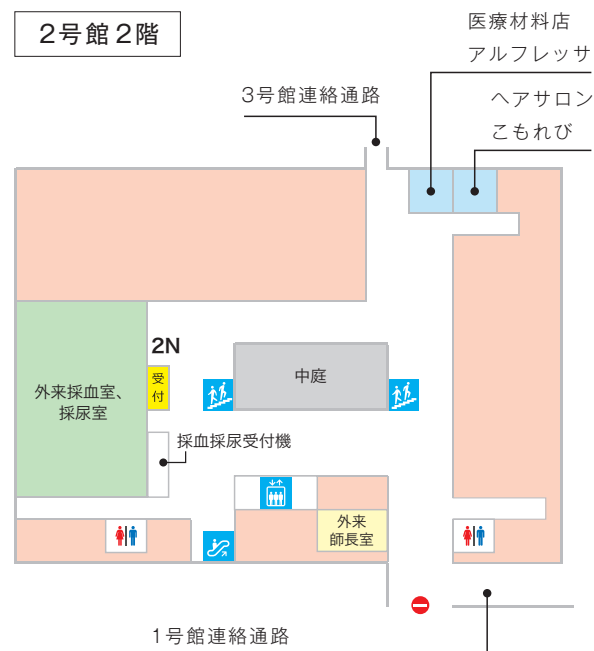 2号館2階
医療材料店
アルフレッサ
3号館連絡通路
ヘアサロン
こもれび
2N
受
付
外来採血室、
採尿室
中庭
採血採尿受付機
外来
師長室
1号館連絡通路